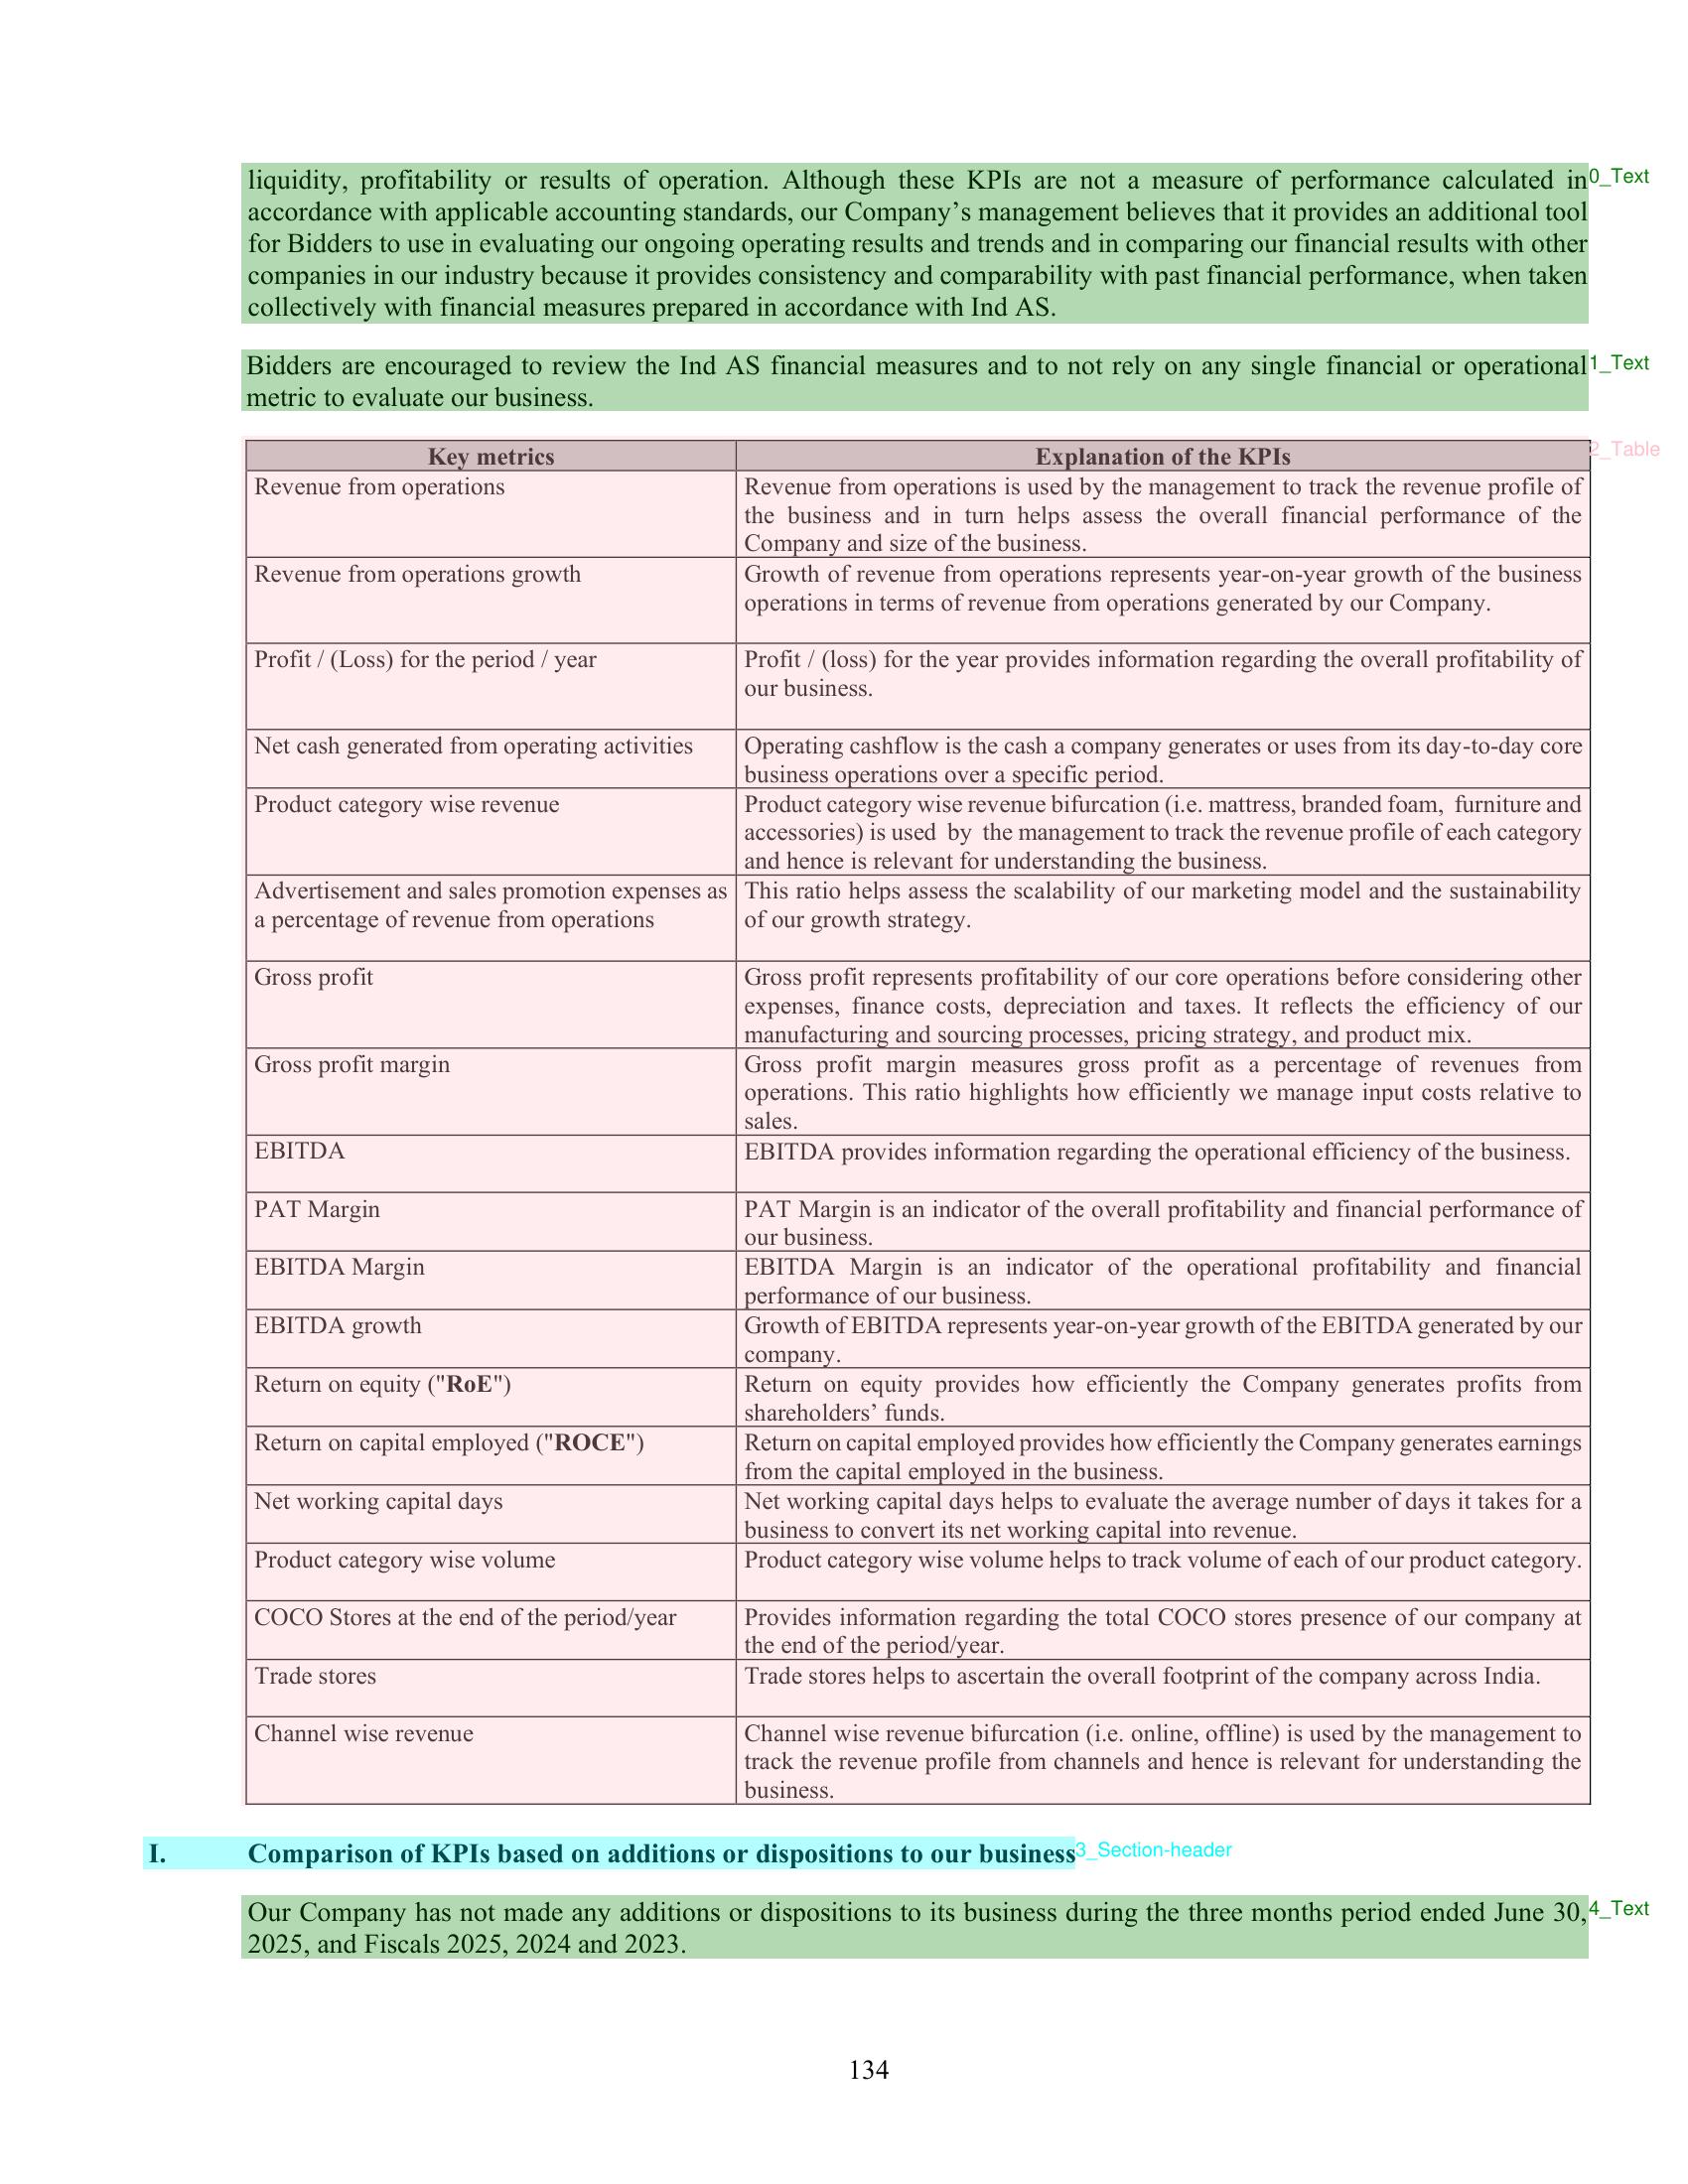 liquidity, profitability or results of operation. Although these KPIs are not a measure of performance calculated in
0_Text
accordance with applicable accounting standards, our Company’s management believes that it provides an additional tool
for Bidders to use in evaluating our ongoing operating results and trends and in comparing our financial results with other
companies in our industry because it provides consistency and comparability with past financial performance, when taken
collectively with financial measures prepared in accordance with Ind AS.
Bidders are encouraged to review the Ind AS financial measures and to not rely on any single financial or operational
1_Text
metric to evaluate our business.
2_Table
Key metrics
Explanation of the KPIs
Revenue from operations
Revenue from operations is used by the management to track the revenue profile of
the business and in turn helps assess the overall financial performance of the
Company and size of the business.
Revenue from operations growth
Growth of revenue from operations represents year-on-year growth of the business
operations in terms of revenue from operations generated by our Company.
Profit / (Loss) for the period / year
Profit / (loss) for the year provides information regarding the overall profitability of
our business.
Net cash generated from operating activities
Operating cashflow is the cash a company generates or uses from its day-to-day core
business operations over a specific period.
Product category wise revenue
Product category wise revenue bifurcation (i.e. mattress, branded foam, furniture and
accessories) is used by the management to track the revenue profile of each category
and hence is relevant for understanding the business.
Advertisement and sales promotion expenses as
a percentage of revenue from operations
This ratio helps assess the scalability of our marketing model and the sustainability
of our growth strategy.
Gross profit
Gross profit represents profitability of our core operations before considering other
expenses, finance costs, depreciation and taxes. It reflects the efficiency of our
manufacturing and sourcing processes, pricing strategy, and product mix.
Gross profit margin
Gross profit margin measures gross profit as a percentage of revenues from
operations. This ratio highlights how efficiently we manage input costs relative to
sales.
EBITDA
EBITDA provides information regarding the operational efficiency of the business.
PAT Margin
PAT Margin is an indicator of the overall profitability and financial performance of
our business.
EBITDA Margin
EBITDA Margin is an indicator of the operational profitability and financial
performance of our business.
EBITDA growth
Growth of EBITDA represents year-on-year growth of the EBITDA generated by our
company.
Return on equity ("RoE")
Return on equity provides how efficiently the Company generates profits from
shareholders’ funds.
Return on capital employed ("ROCE")
Return on capital employed provides how efficiently the Company generates earnings
from the capital employed in the business.
Net working capital days
Net working capital days helps to evaluate the average number of days it takes for a
business to convert its net working capital into revenue.
Product category wise volume
Product category wise volume helps to track volume of each of our product category.
COCO Stores at the end of the period/year
Provides information regarding the total COCO stores presence of our company at
the end of the period/year.
Trade stores
Trade stores helps to ascertain the overall footprint of the company across India.
Channel wise revenue
Channel wise revenue bifurcation (i.e. online, offline) is used by the management to
track the revenue profile from channels and hence is relevant for understanding the
business.
I. Comparison of KPIs based on additions or dispositions to our business
3_Section-header
Our Company has not made any additions or dispositions to its business during the three months period ended June 30,
4_Text
2025, and Fiscals 2025, 2024 and 2023.
134